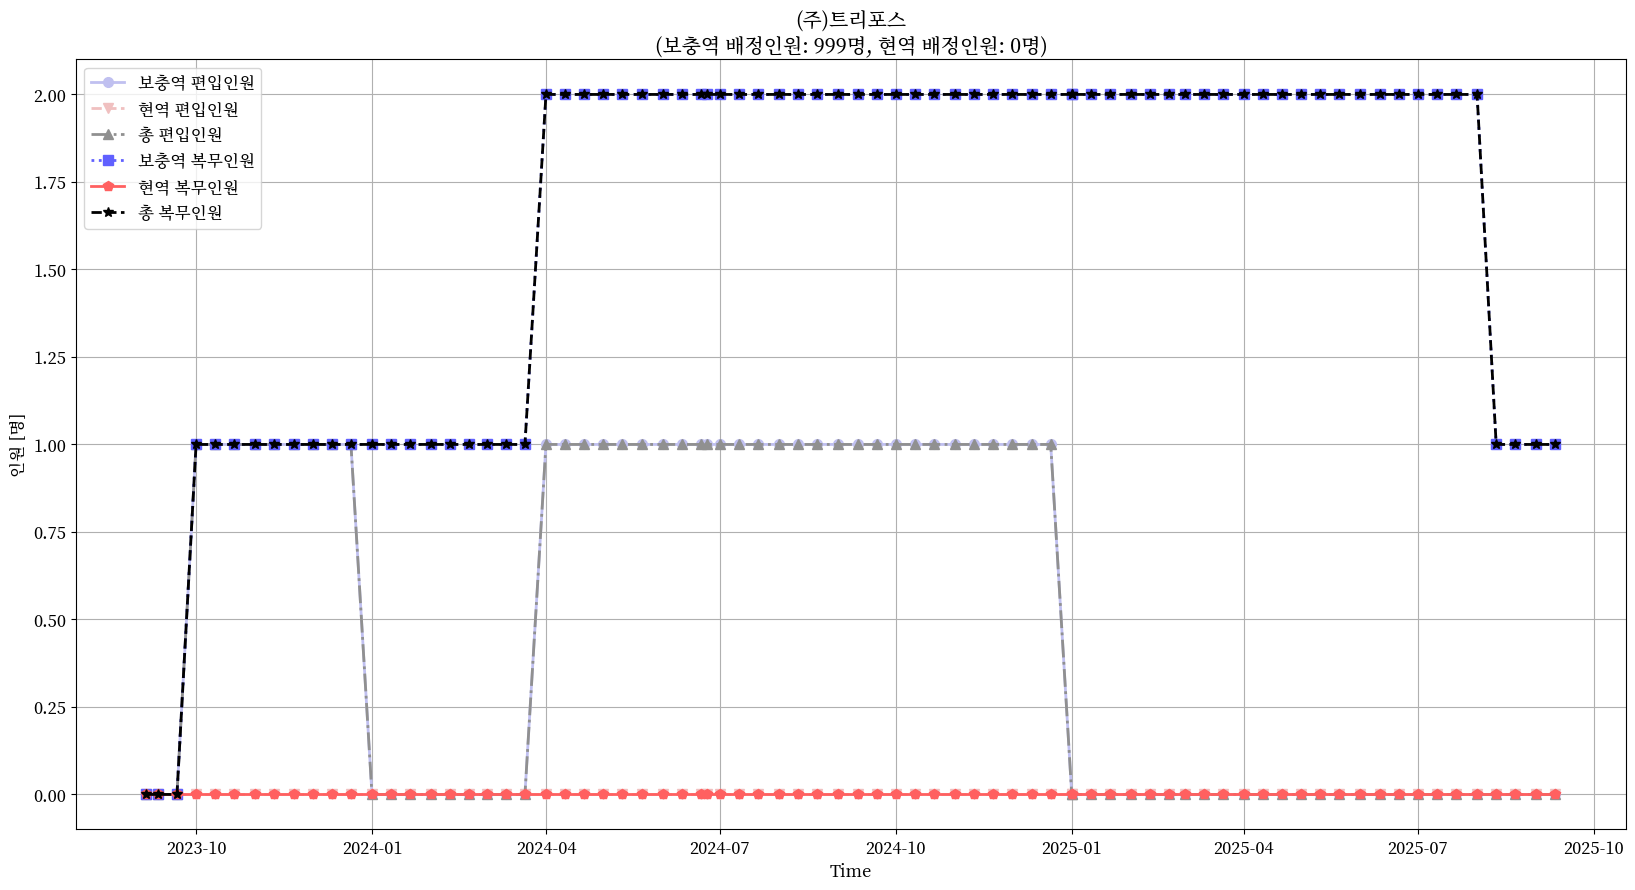 (주)트리포스
(보충역 배정인원: 999명, 현역 배정인원: 0명)
보충역 편입인원
현역 편입인원
총 편입인원
보충역 복무인원
현역 복무인원
총 복무인원
2.00
1.75
1.50
1.25
1.00
0.75
0.50
0.25
0.00
인원 [명]
2023-10
2024-01
2024-04
2024-07
2024-10
2025-01
2025-04
2025-07
2025-10
Time